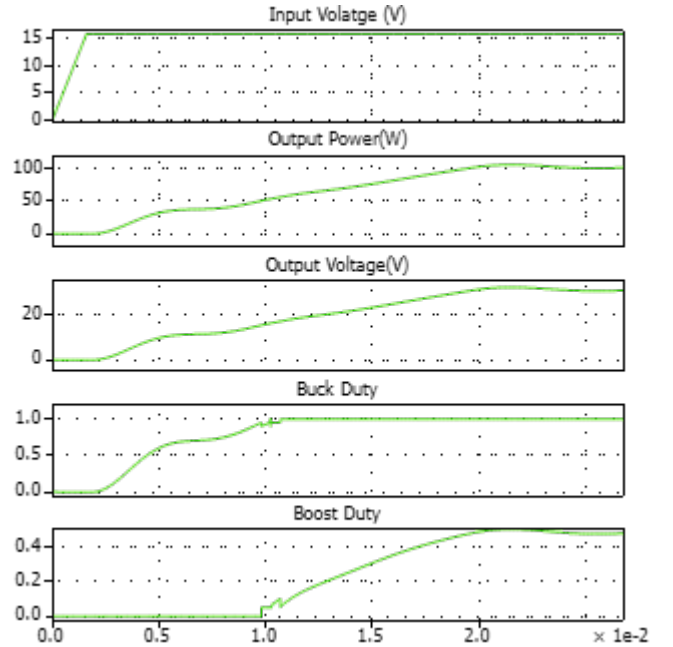 Input Volatge (V)
15
10
5
0
Output Power(W)
100
50
0
Output Voltage(V)
20
0
Buck Duty
1.0
0.5
0.0
Boost Duty
0.4
0.2
0.0
0.0 0.5 1.0 1.5 2.0 × 1e-2